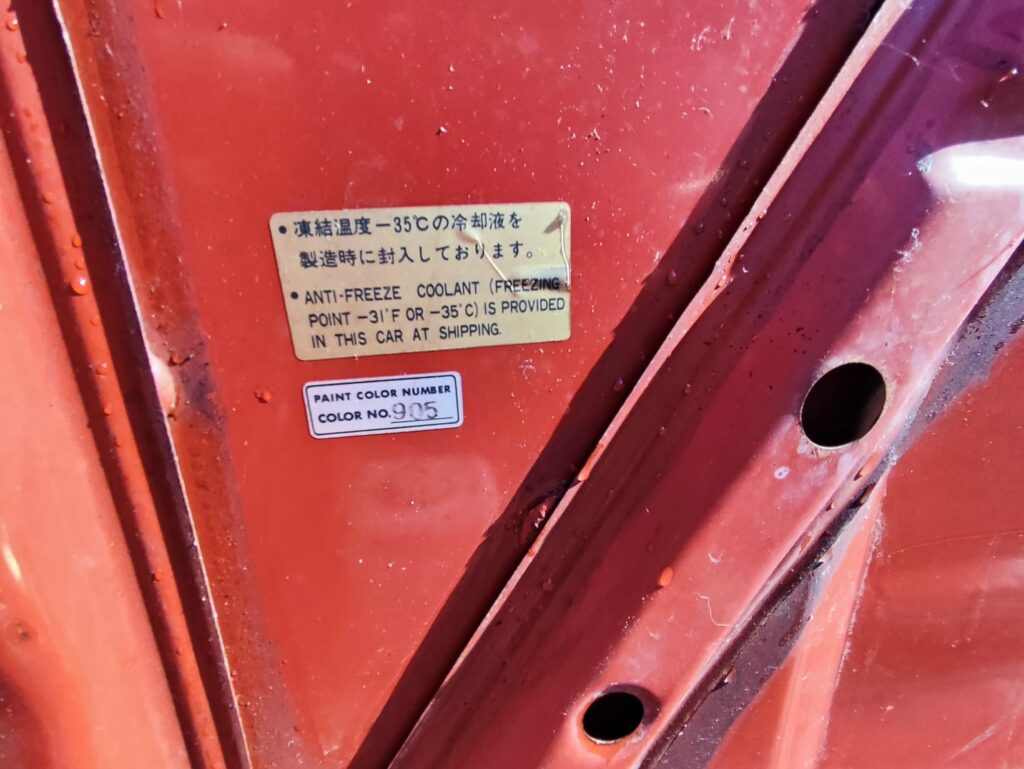 • 凍結温度−35℃の冷却液を
製造時に封入しております。
• ANTI-FREEZE COOLANT (FREEZING
POINT −31°F OR −35°C) IS PROVIDED
IN THIS CAR AT SHIPPING.
PAINT COLOR NUMBER
COLOR NO. 905